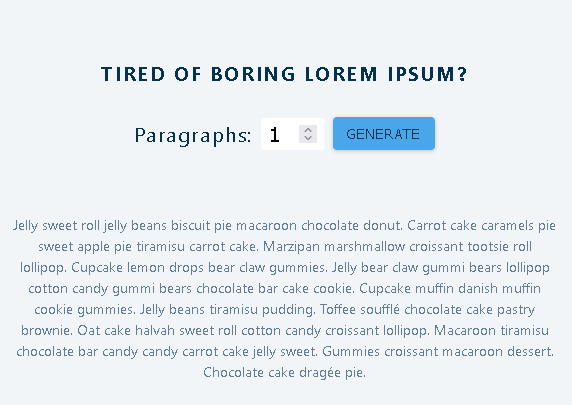 TIRED OF BORING LOREM IPSUM?
Paragraphs: 1 GENERATE
Jelly sweet roll jelly beans biscuit pie macaroon chocolate donut. Carrot cake caramels pie
sweet apple pie tiramisu carrot cake. Marzipan marshmallow croissant tootsie roll
lollipop. Cupcake lemon drops bear claw gummies. Jelly bear claw gummi bears lollipop
cotton candy gummi bears chocolate bar cake cookie. Cupcake muffin danish muffin
cookie gummies. Jelly beans tiramisu pudding. Toffee soufflé chocolate cake pastry
brownie. Oat cake halvah sweet roll cotton candy croissant lollipop. Macaroon tiramisu
chocolate bar candy candy carrot cake jelly sweet. Gummies croissant macaroon dessert.
Chocolate cake dragée pie.